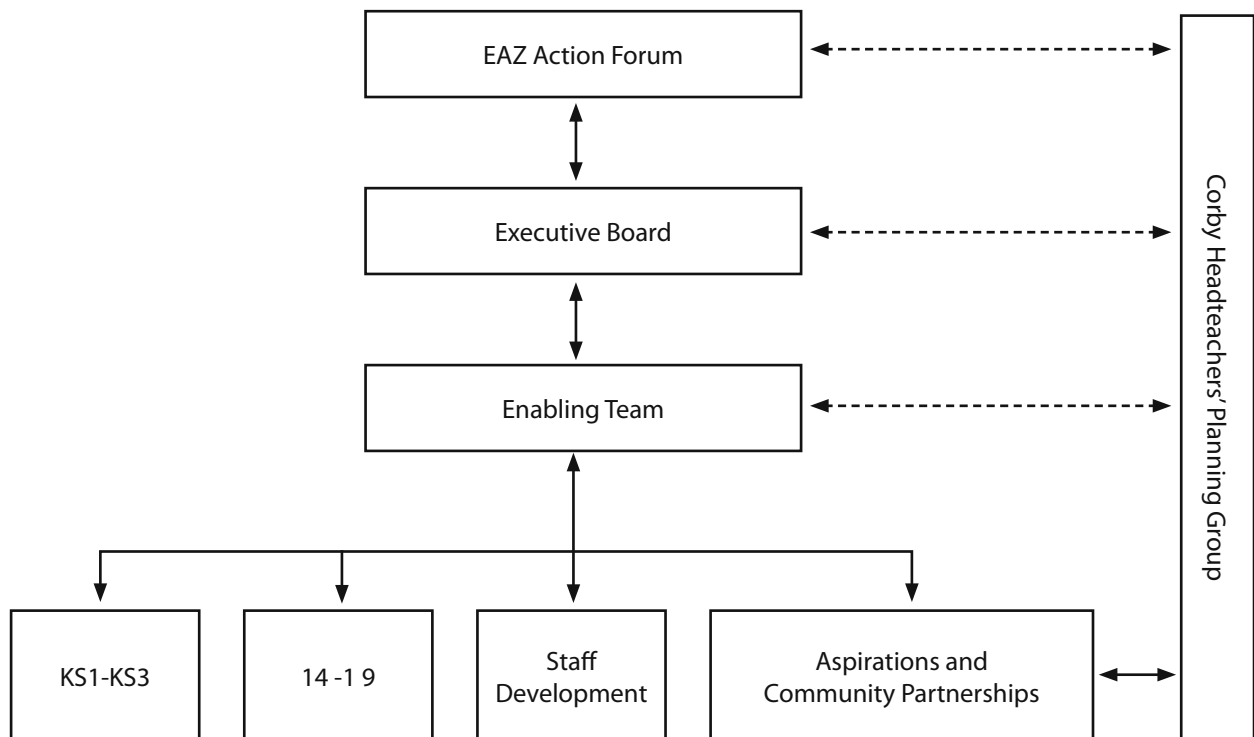 EAZ Action Forum
Executive Board
Enabling Team
KS1-KS3
14 -1 9
Staff
Development
Aspirations and
Community Partnerships
Corby Headteachers' Planning Group